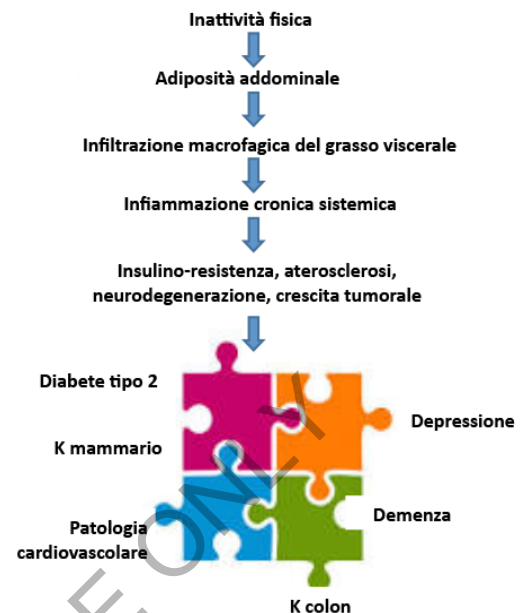 Inattività fisica
Adiposità addominale
Infiltrazione macrofagica del grasso viscerale
Infiammazione cronica sistemica
Insulino-resistenza, aterosclerosi,
neurodegenerazione, crescita tumorale
Diabete tipo 2
Depressione
K mammario
Demenza
Patologia
cardiovascolare
K colon
E ONLY